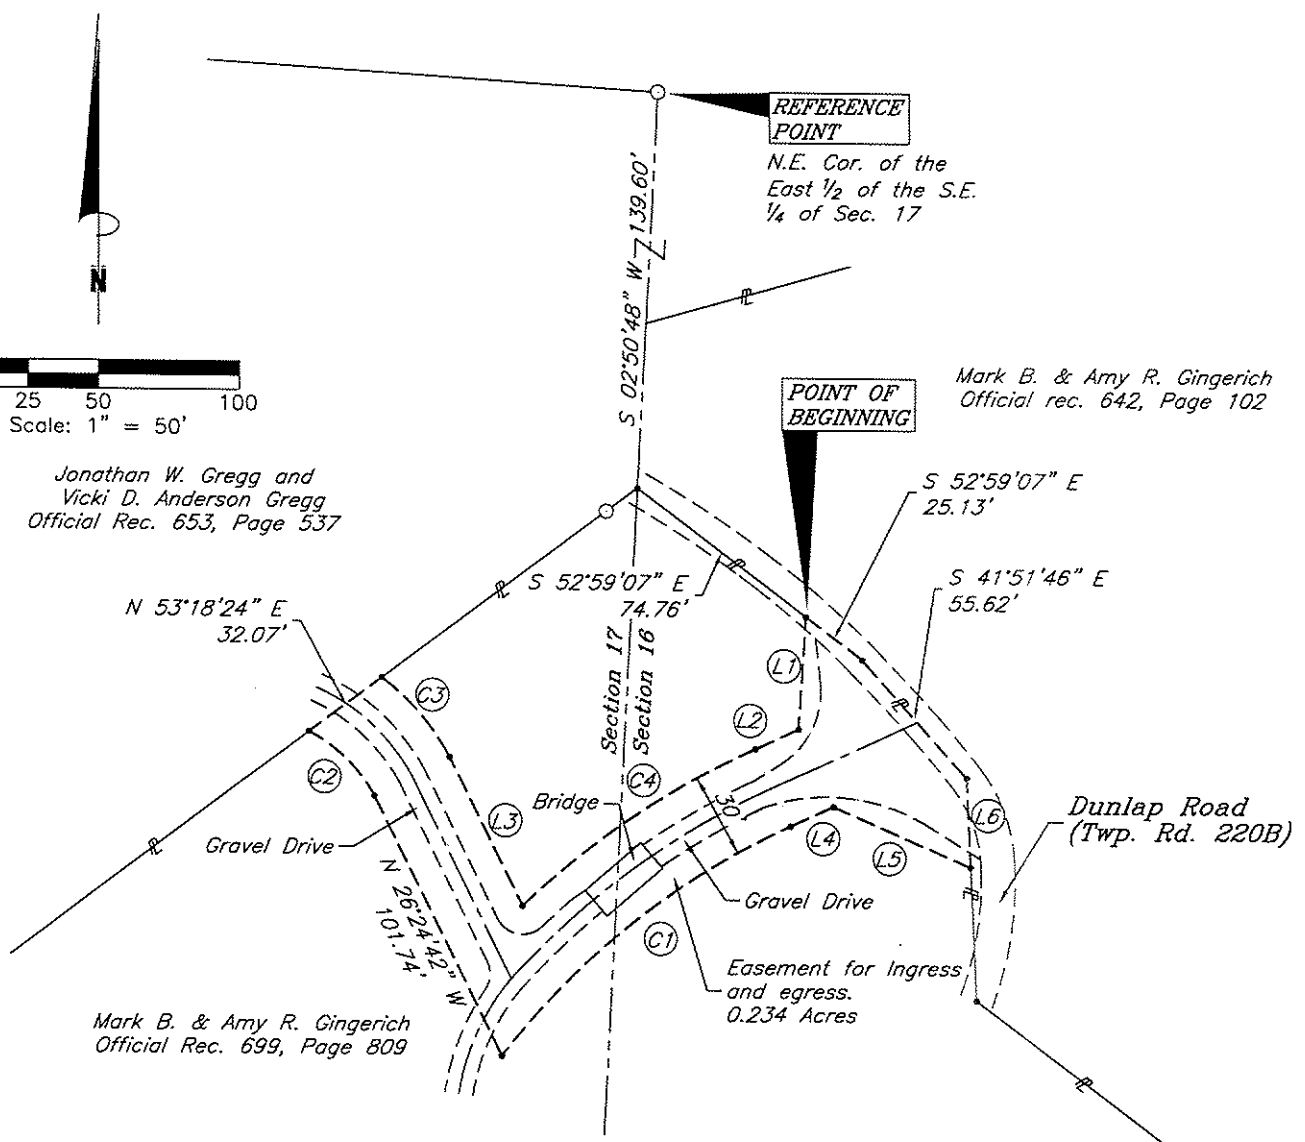 REFERENCE
POINT
N.E. Cor. of the
East ½ of the S.E.
¼ of Sec. 17
S 02°50'48" W 139.60'
N
25 50 100
Scale: 1" = 50'
Jonathan W. Gregg and
Vicki D. Anderson Gregg
Official Rec. 653, Page 537
POINT OF
BEGINNING
Mark B. & Amy R. Gingerich
Official rec. 642, Page 102
S 52°59'07" E
25.13'
S 41°51'46" E
55.62'
S 52°59'07" E
74.76'
N 53°18'24" E
32.07'
Section 17
Section 16
L1
L2
C3
C4
C2
L3
30
Bridge
Gravel Drive
L4
L5
L6
Dunlap Road
(Twp. Rd. 220B)
Gravel Drive
C1
N 26°24'42" W
101.74'
Easement for Ingress
and egress.
0.234 Acres
Mark B. & Amy R. Gingerich
Official Rec. 699, Page 809